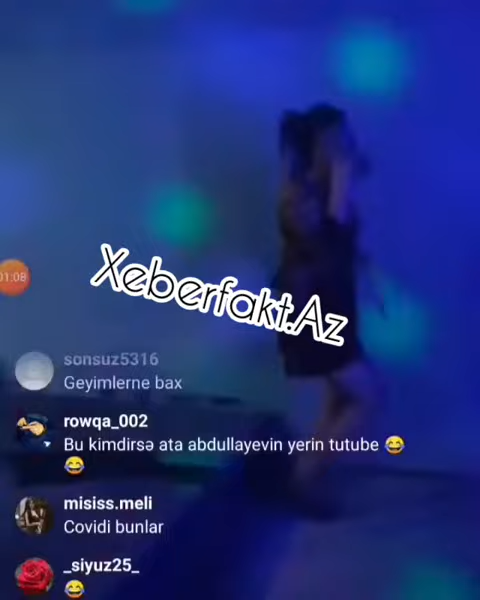 Xeberfakt.Az
01:08
sonsuz5316
Geyimlerne bax
rowqa_002
Bu kimdirsə ata abdullayevin yerin tutube 😂
😂
misiss.meli
Covidi bunlar
_siyuz25_
😂